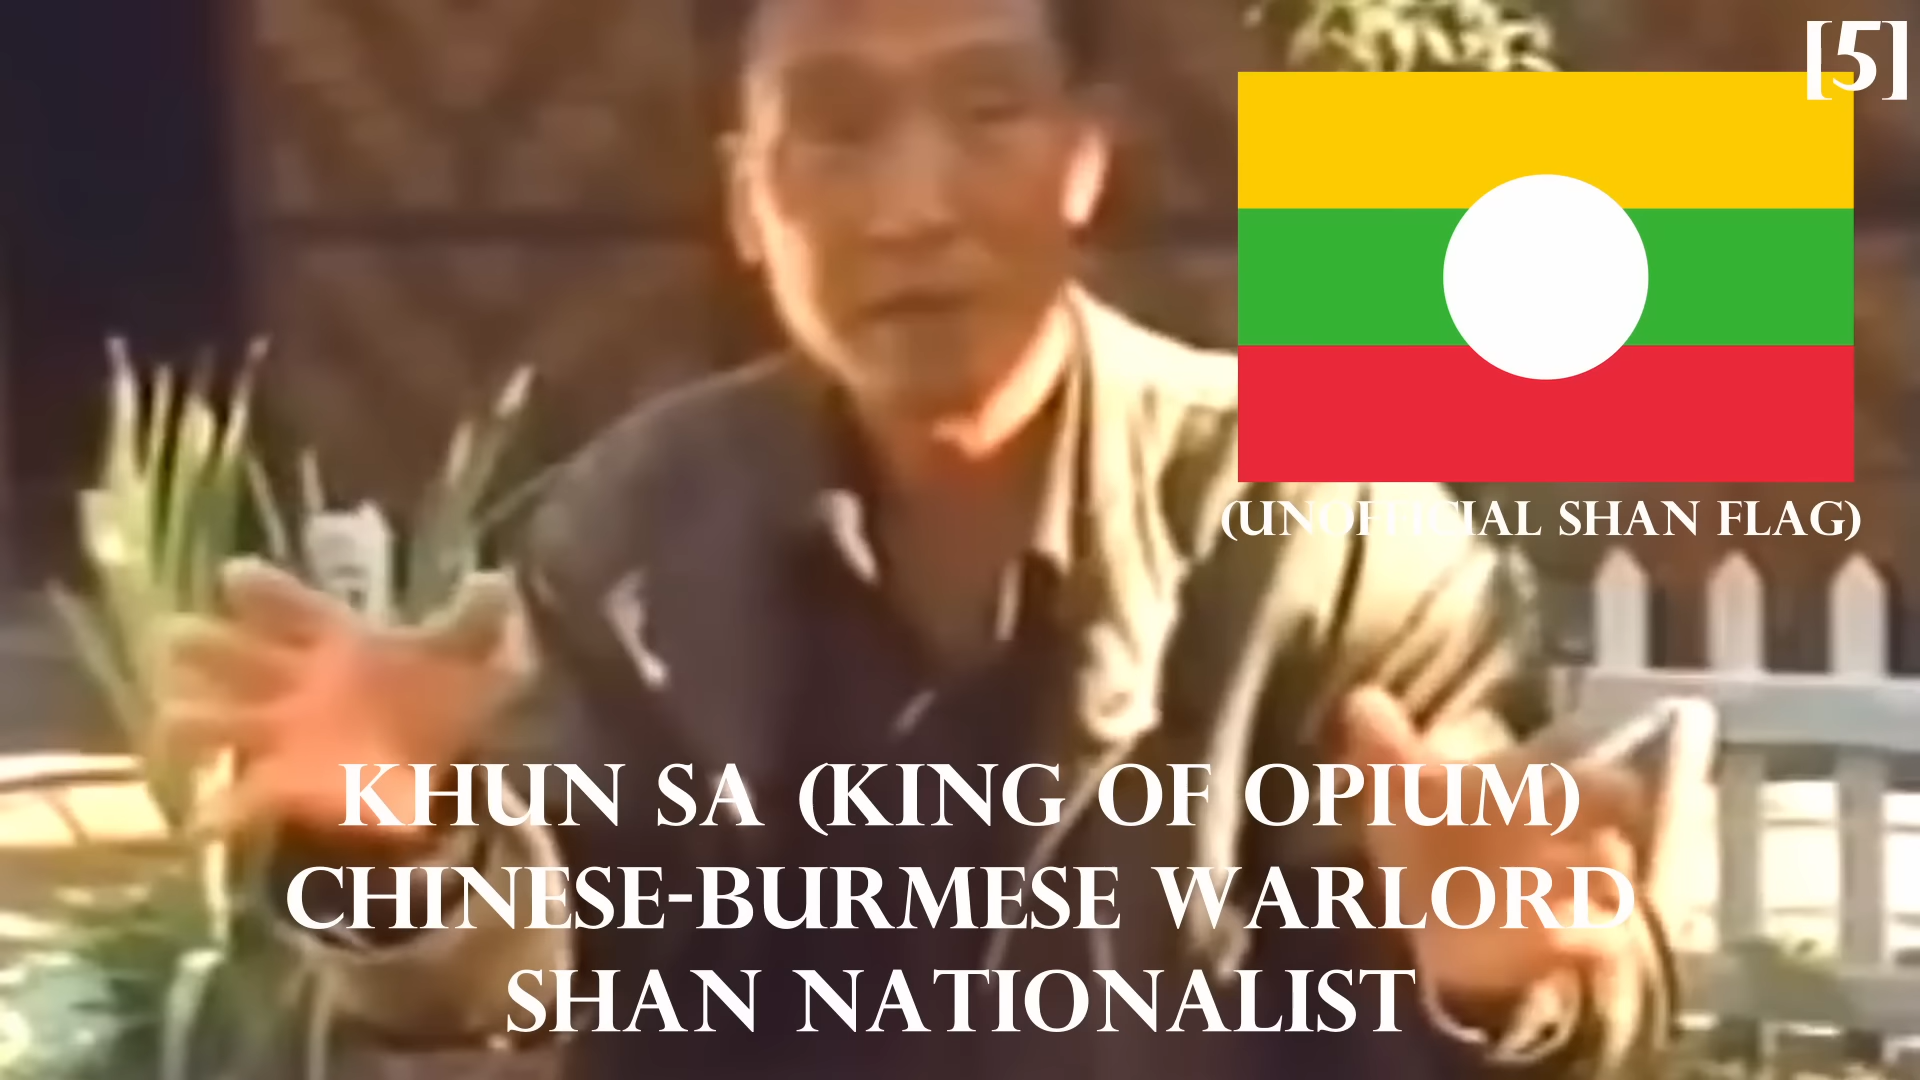 [5]
(UNOFFICIAL SHAN FLAG)
KHUN SA (KING OF OPIUM)
CHINESE-BURMESE WARLORD
SHAN NATIONALIST